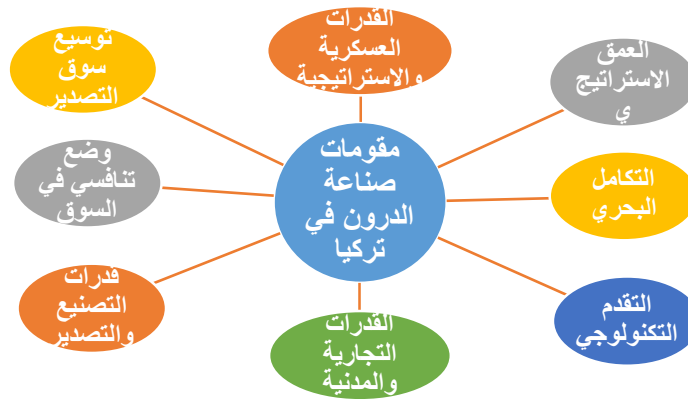 القدرات
العسكرية
والاستراتيجية
العمق
الاستراتيج
ي
التكامل
البحري
التقدم
التكنولوجي
القدرات
التجارية
والمدنية
قدرات
التصنيع
والتصدير
وضع
تنافسي في
السوق
توسيع
سوق
التصدير
مقومات
صناعة
الدرون في
تركيا